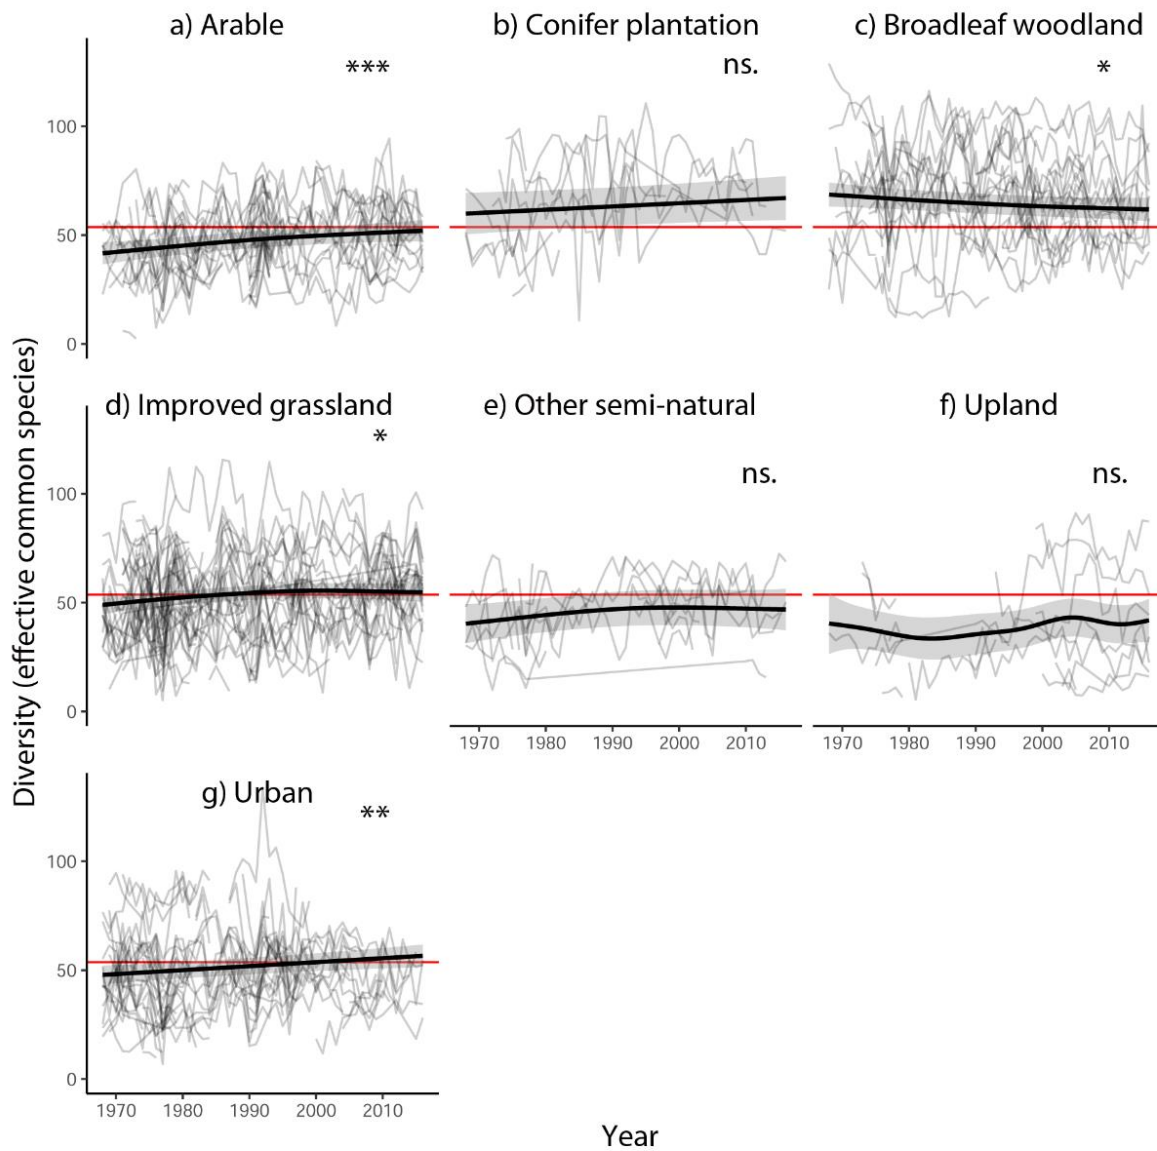 a) Arable
b) Conifer plantation
c) Broadleaf woodland
***
ns.
*
100
50
0
d) Improved grassland
e) Other semi-natural
f) Upland
*
ns.
ns.
100
50
0
1970 1980 1990 2000 2010
1970 1980 1990 2000 2010
g) Urban
**
100
50
0
1970 1980 1990 2000 2010
Diversity (effective common species)
Year